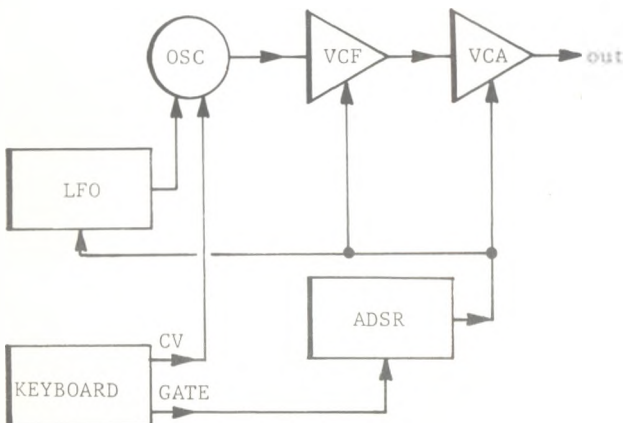 OSC
VCF
VCA
out
LFO
ADSR
CV
KEYBOARD
GATE